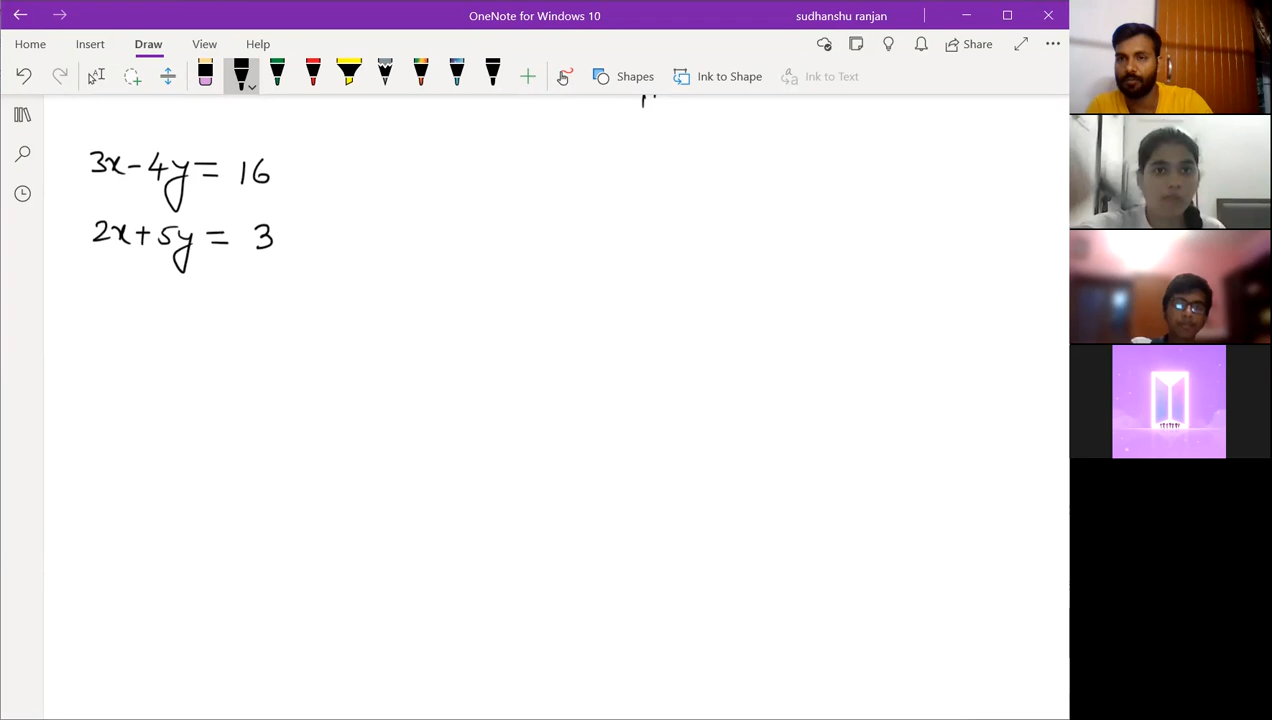 OneNote for Windows 10
sudhanshu ranjan
Home
Insert
Draw
View
Help
Share
Shapes
Ink to Shape
Ink to Text
3x-4y= 16
2x+5y = 3